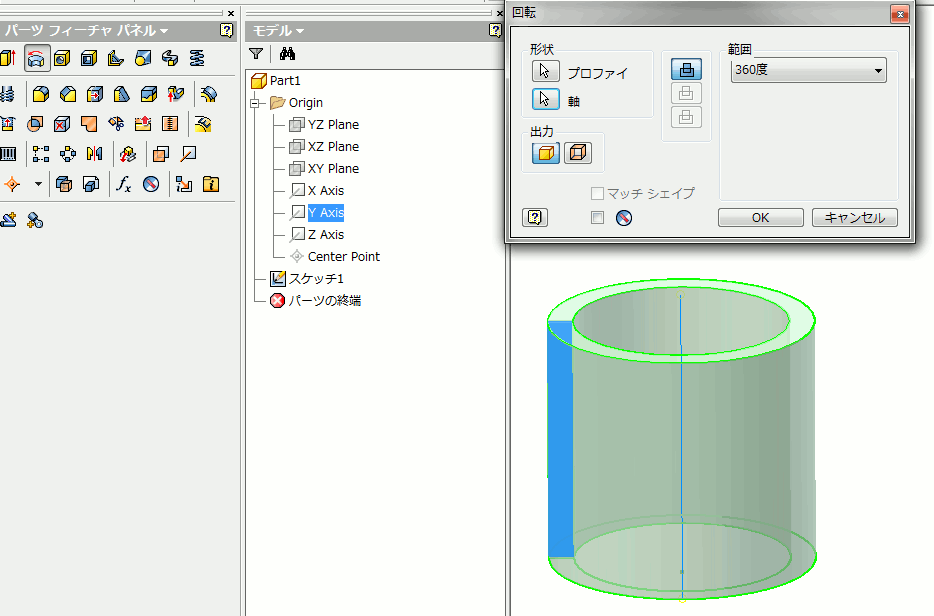 パーツ フィーチャ パネル
モデル
Part1
Origin
YZ Plane
XZ Plane
XY Plane
X Axis
Y Axis
Z Axis
Center Point
スケッチ1
パーツの終端
回転
形状
プロファイ
軸
出力
範囲
360度
マッチ シェイプ
OK
キャンセル